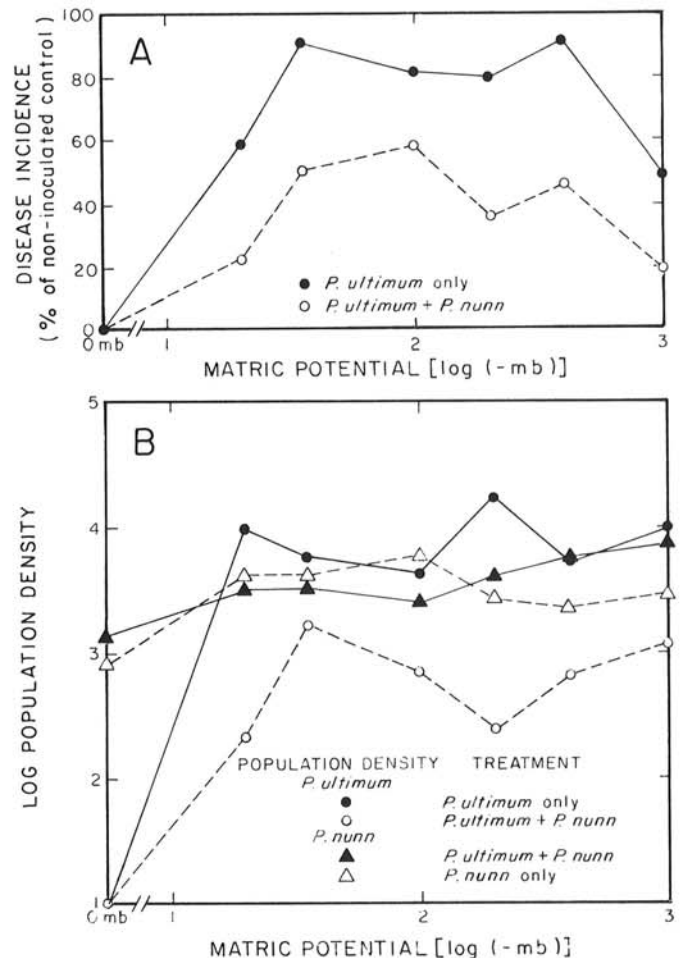 A
DISEASE INCIDENCE
(% of non-inoculated control)
100
80
60
40
20
0
● P. ultimum only
○ P. ultimum + P. nunn
0 mb
1
2
3
MATRIC POTENTIAL [log (-mb)]
B
LOG POPULATION DENSITY
5
4
3
2
1
POPULATION DENSITY TREATMENT
P. ultimum
● P. ultimum only
○ P. ultimum + P. nunn
P. nunn
▲ P. ultimum + P. nunn
△ P. nunn only
0 mb
1
2
3
MATRIC POTENTIAL [log (-mb)]